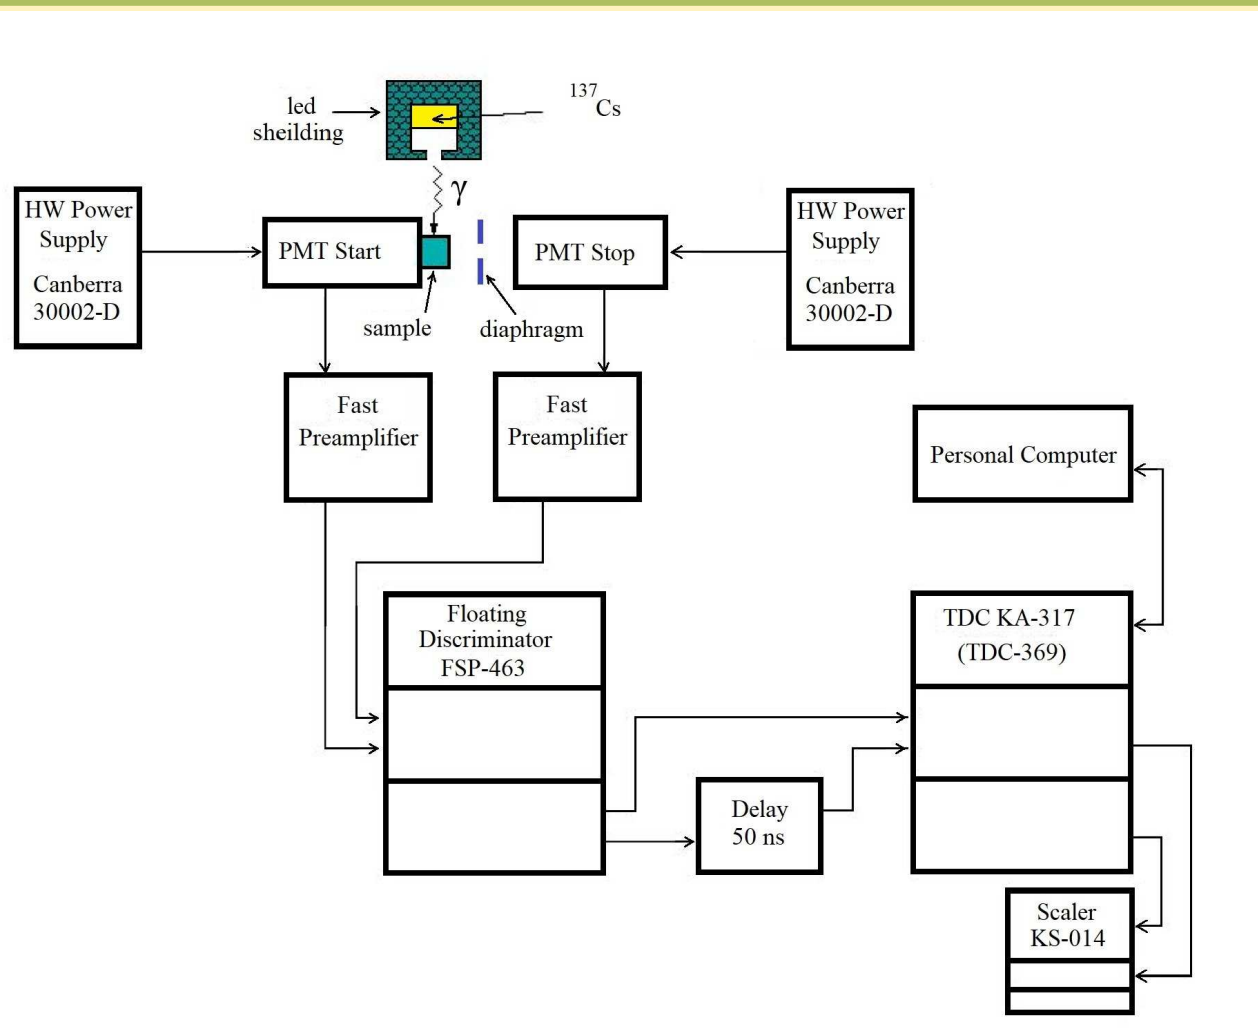 led
sheilding
137
Cs
γ
HW Power
Supply
Canberra
30002-D
PMT Start
PMT Stop
HW Power
Supply
Canberra
30002-D
sample
diaphragm
Fast
Preamplifier
Fast
Preamplifier
Personal Computer
Floating
Discriminator
FSP-463
TDC KA-317
(TDC-369)
Delay
50 ns
Scaler
KS-014